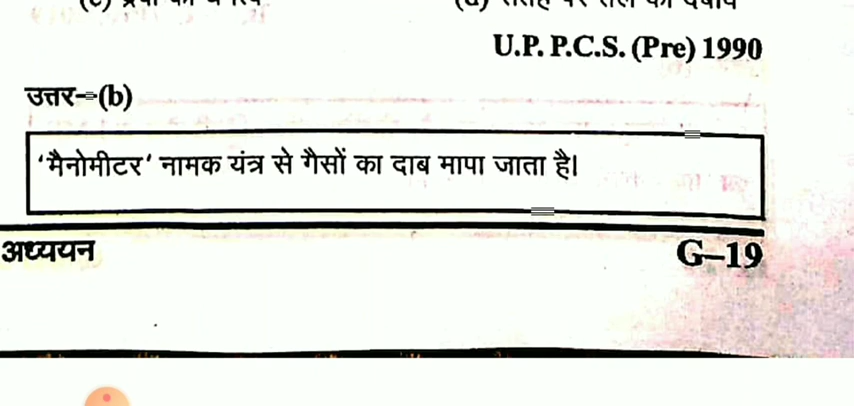 U.P. P.C.S. (Pre) 1990
उत्तर–(b)
‘मैनोमीटर’ नामक यंत्र से गैसों का दाब मापा जाता है।
अध्ययन G–19